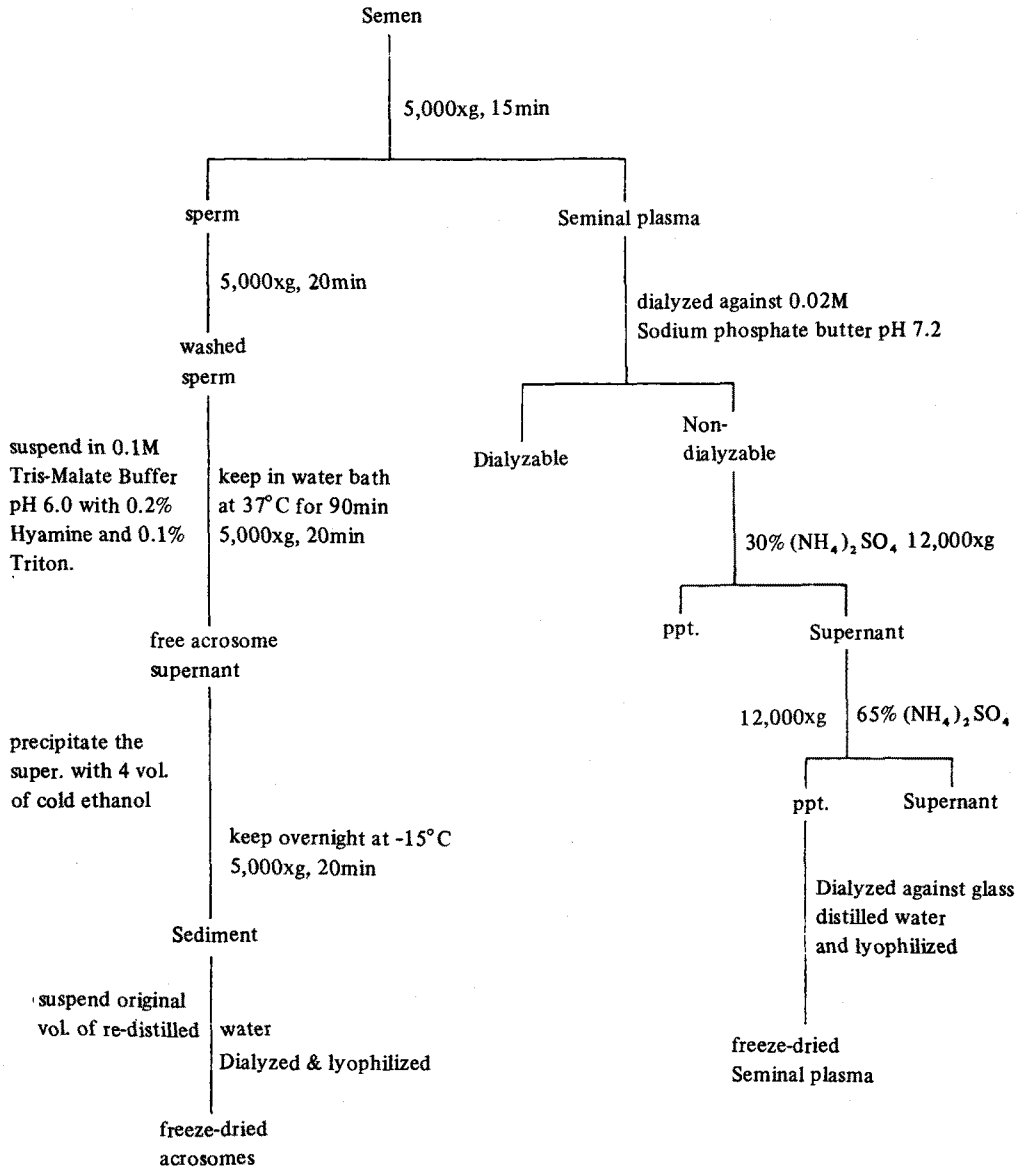 Semen
5,000xg, 15min
sperm
Seminal plasma
5,000xg, 20min
dialyzed against 0.02M
Sodium phosphate butter pH 7.2
washed
sperm
Dialyzable
Non-
dialyzable
suspend in 0.1M
Tris-Malate Buffer
pH 6.0 with 0.2%
Hyamine and 0.1%
Triton.
keep in water bath
at 37°C for 90min
5,000xg, 20min
30% (NH₄)₂SO₄ 12,000xg
ppt.
Supernant
free acrosome
supernant
12,000xg
65% (NH₄)₂SO₄
precipitate the
super. with 4 vol.
of cold ethanol
ppt.
Supernant
keep overnight at -15°C
5,000xg, 20min
Dialyzed against glass
distilled water
and lyophilized
Sediment
suspend original
vol. of re-distilled water
Dialyzed & lyophilized
freeze-dried
Seminal plasma
freeze-dried
acrosomes